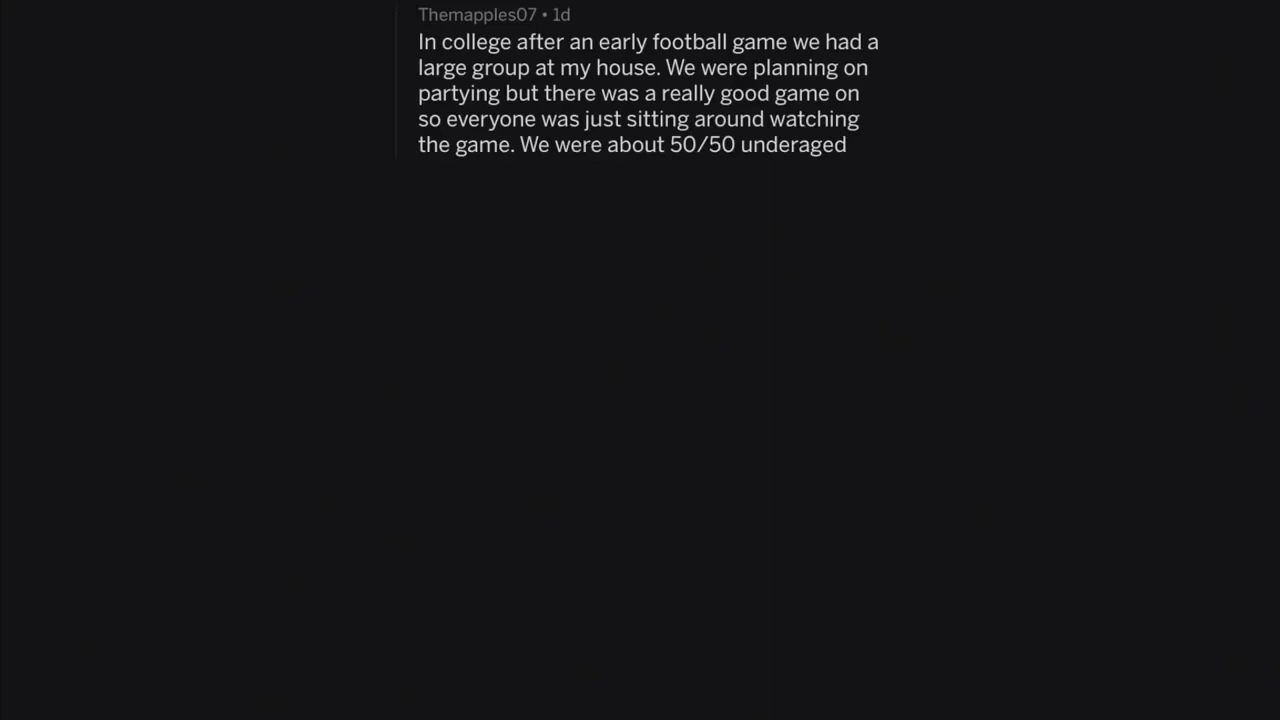 Themapples07 • 1d
In college after an early football game we had a
large group at my house. We were planning on
partying but there was a really good game on
so everyone was just sitting around watching
the game. We were about 50/50 underaged